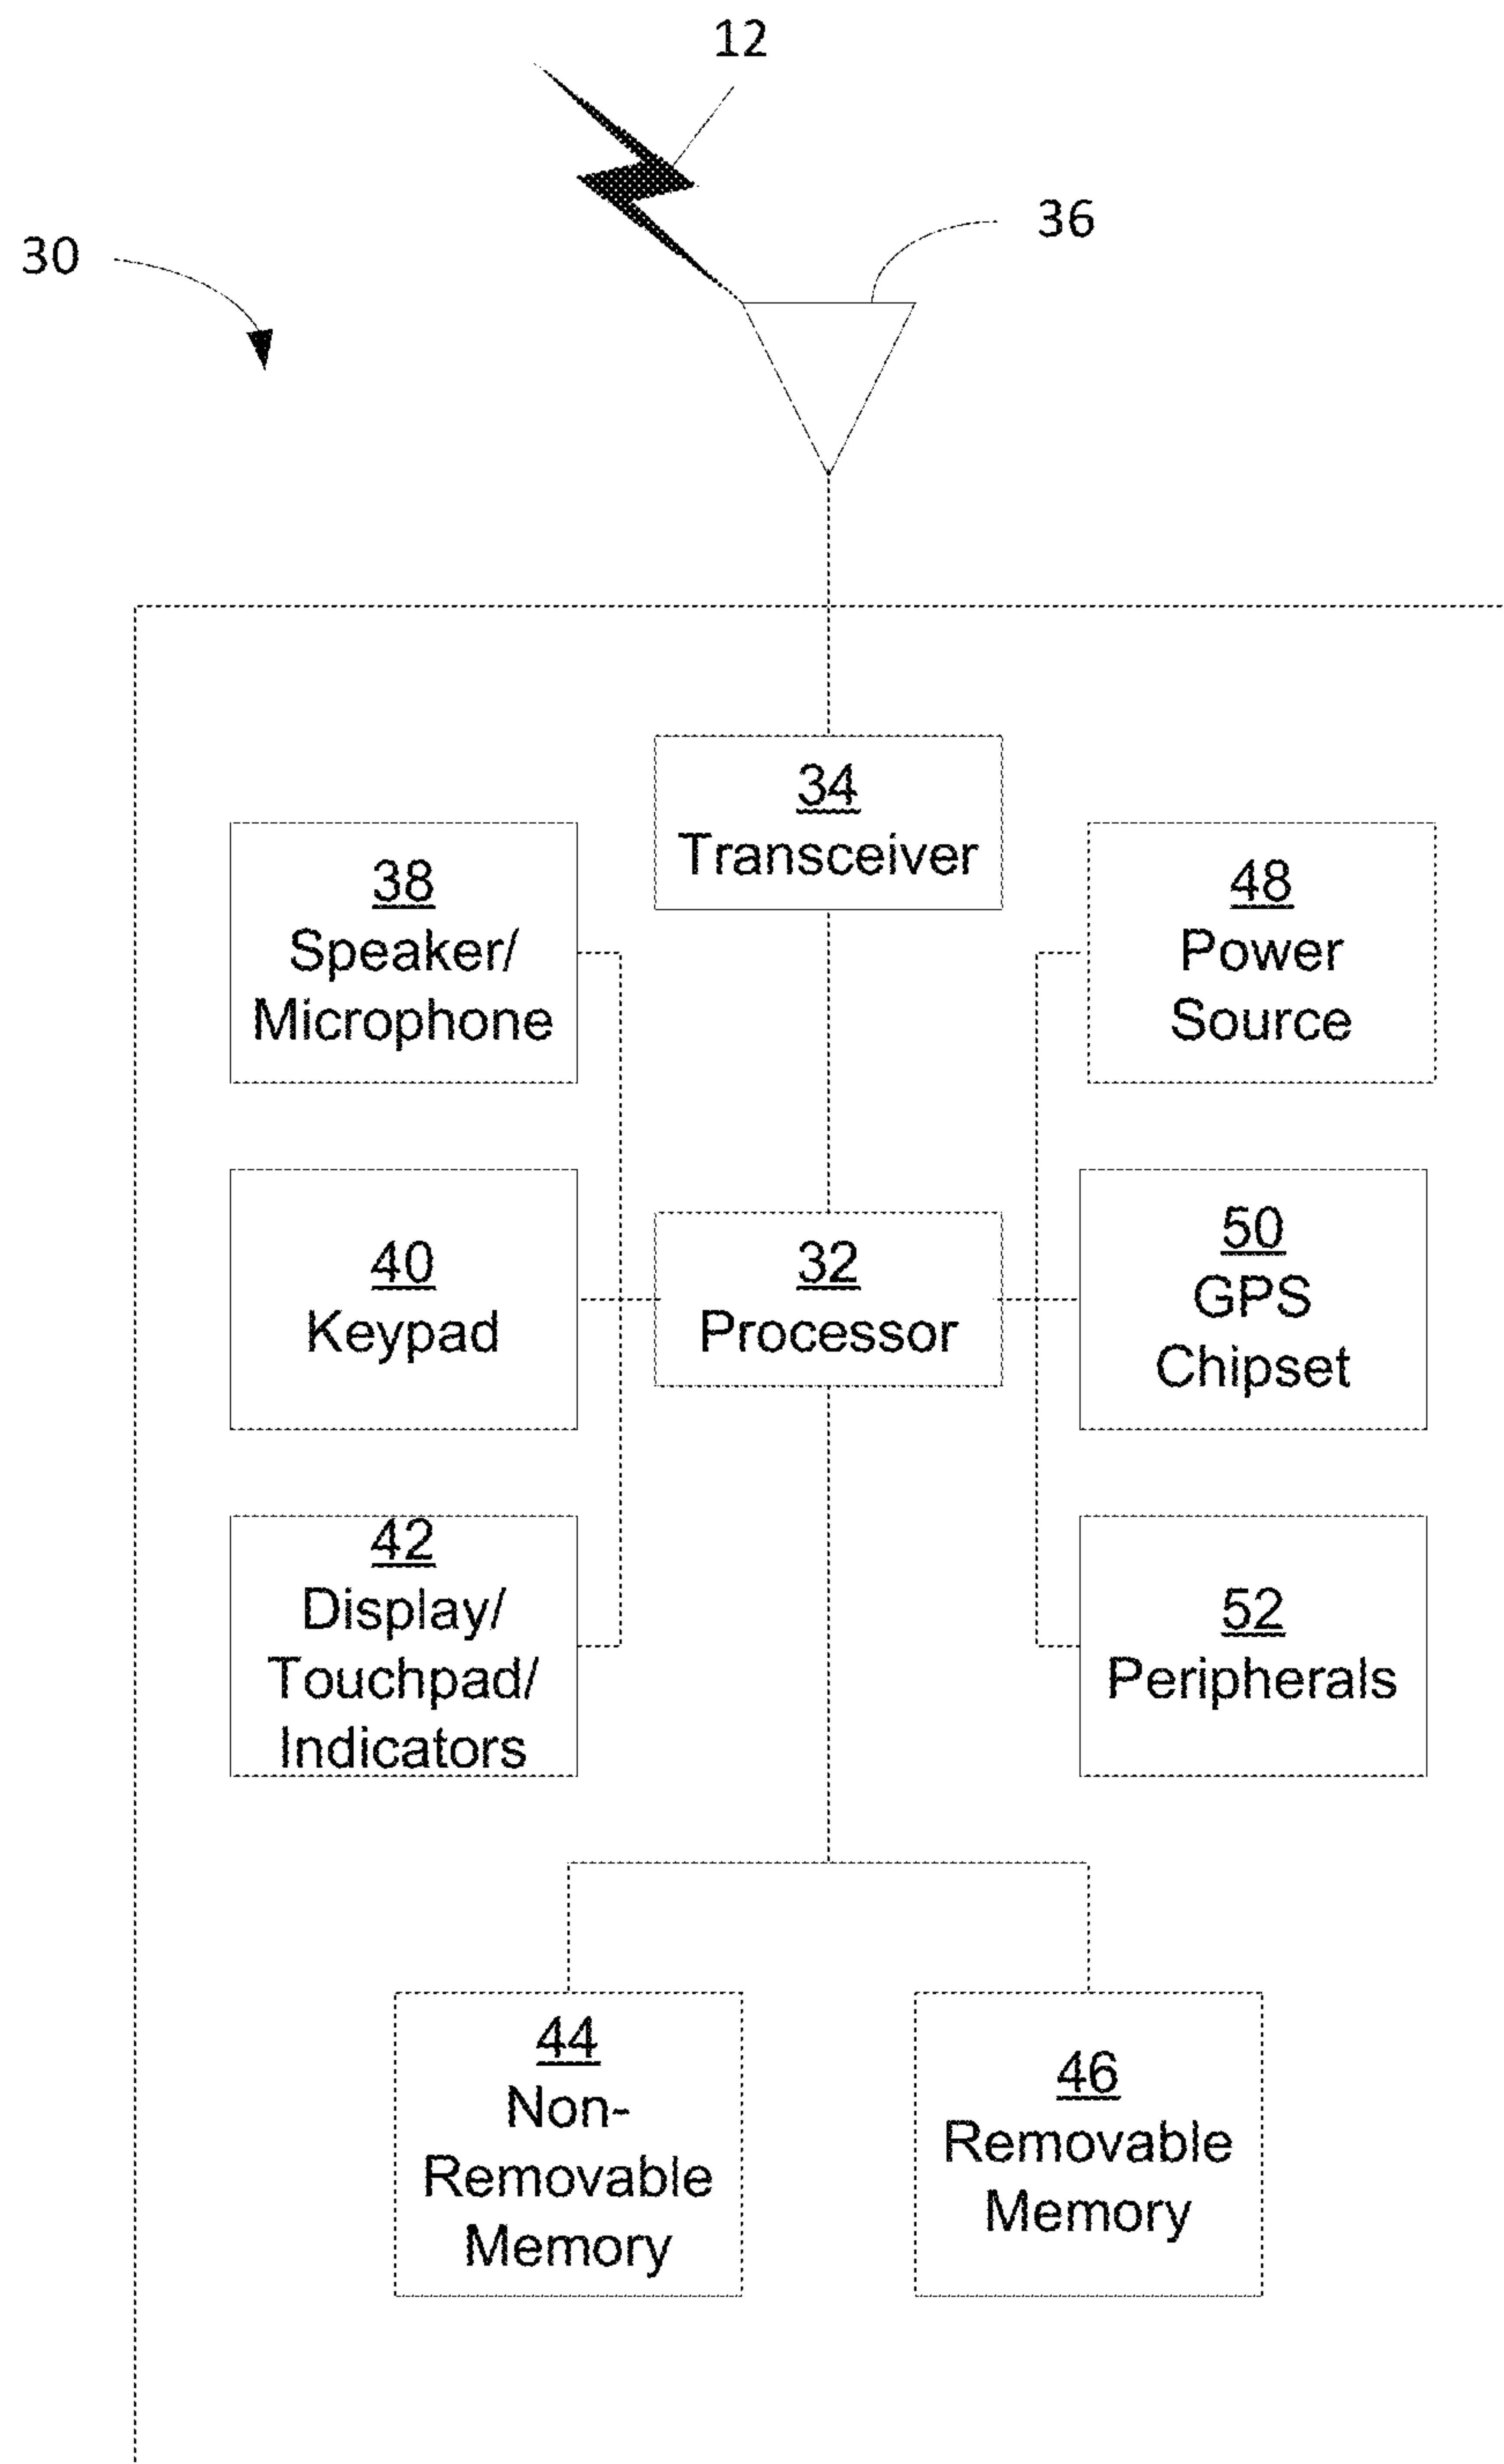 12
36
30
34
Transceiver
38
Speaker/
Microphone
48
Power
Source
40
Keypad
32
Processor
50
GPS
Chipset
42
Display/
Touchpad/
Indicators
52
Peripherals
44
Non-
Removable
Memory
46
Removable
Memory